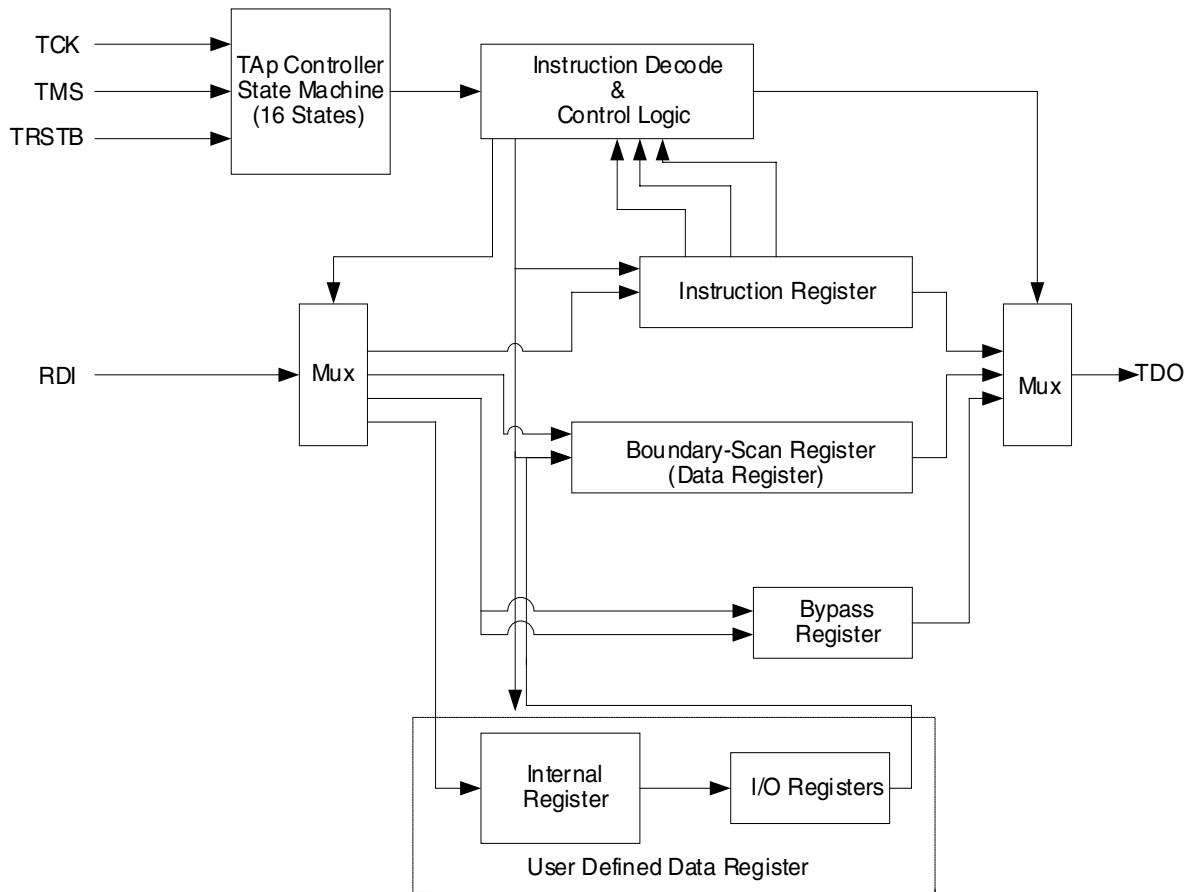 TCK
TMS
TRSTB
TAp Controller
State Machine
(16 States)
Instruction Decode
&
Control Logic
Instruction Register
RDI
Mux
Mux
TDO
Boundary-Scan Register
(Data Register)
Bypass
Register
Internal
Register
I/O Registers
User Defined Data Register